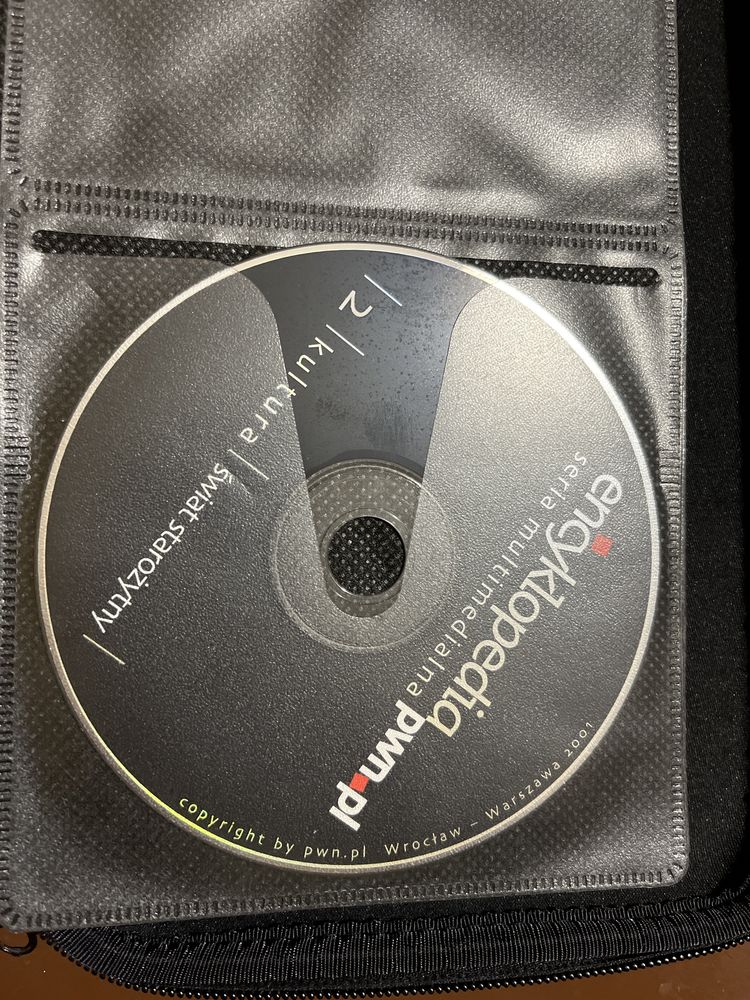 / 2 / kultura / świat starożytny /
encyklopedia
seria multimedialna
pwn.pl
copyright by pwn.pl Wrocław – Warszawa 2001